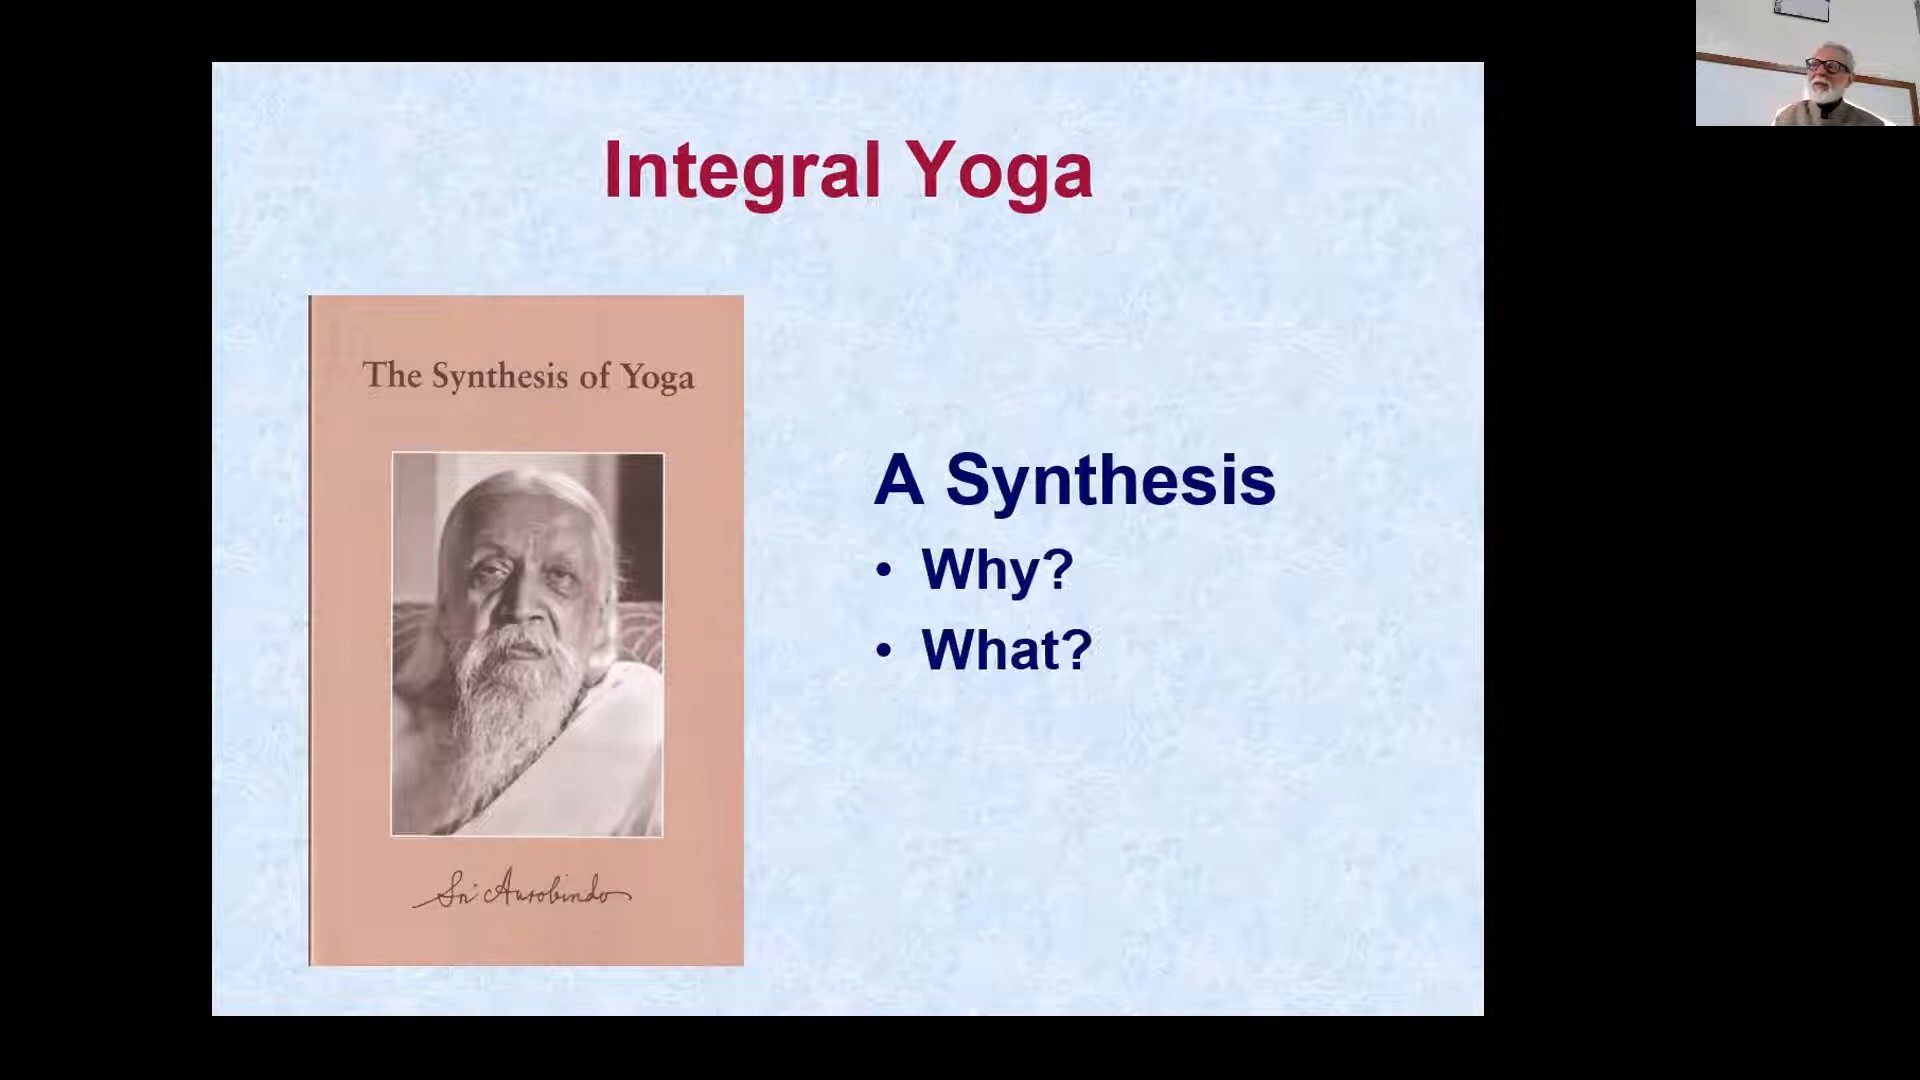 Integral Yoga
The Synthesis of Yoga
Sri Aurobindo
A Synthesis
• Why?
• What?